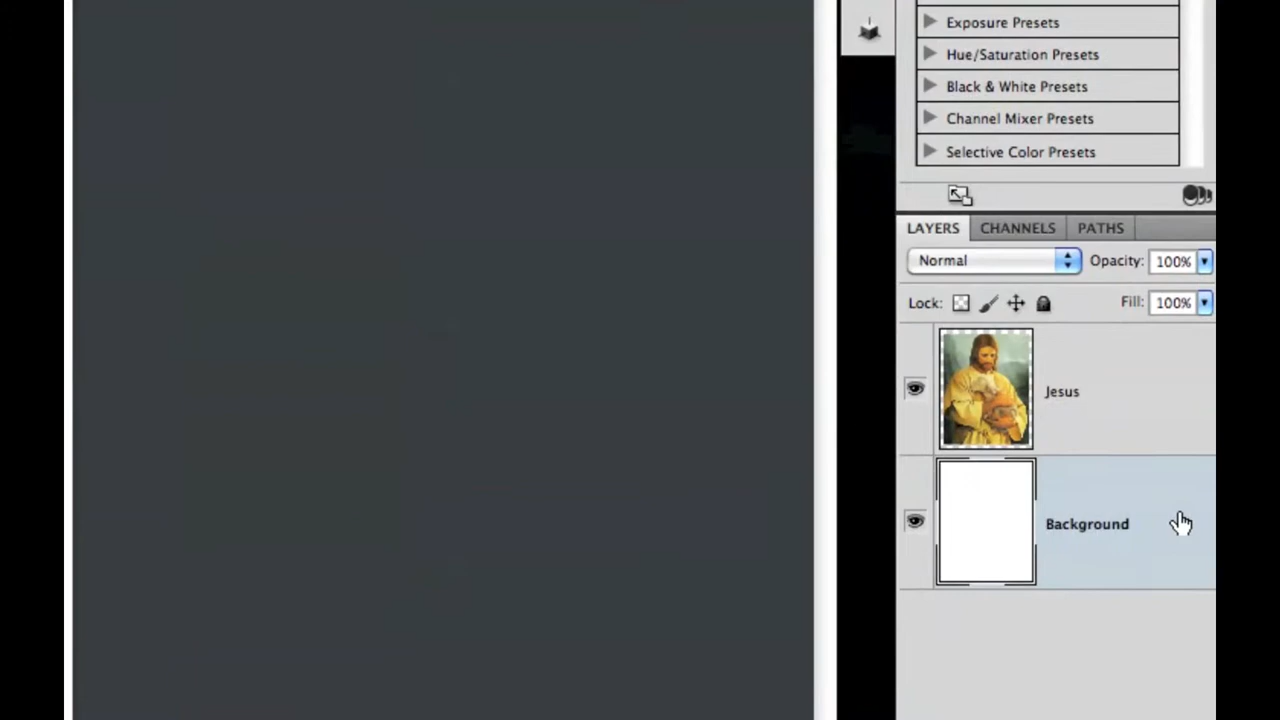 Exposure Presets
Hue/Saturation Presets
Black & White Presets
Channel Mixer Presets
Selective Color Presets
LAYERS CHANNELS PATHS
Normal Opacity: 100%
Lock: Fill: 100%
Jesus
Background